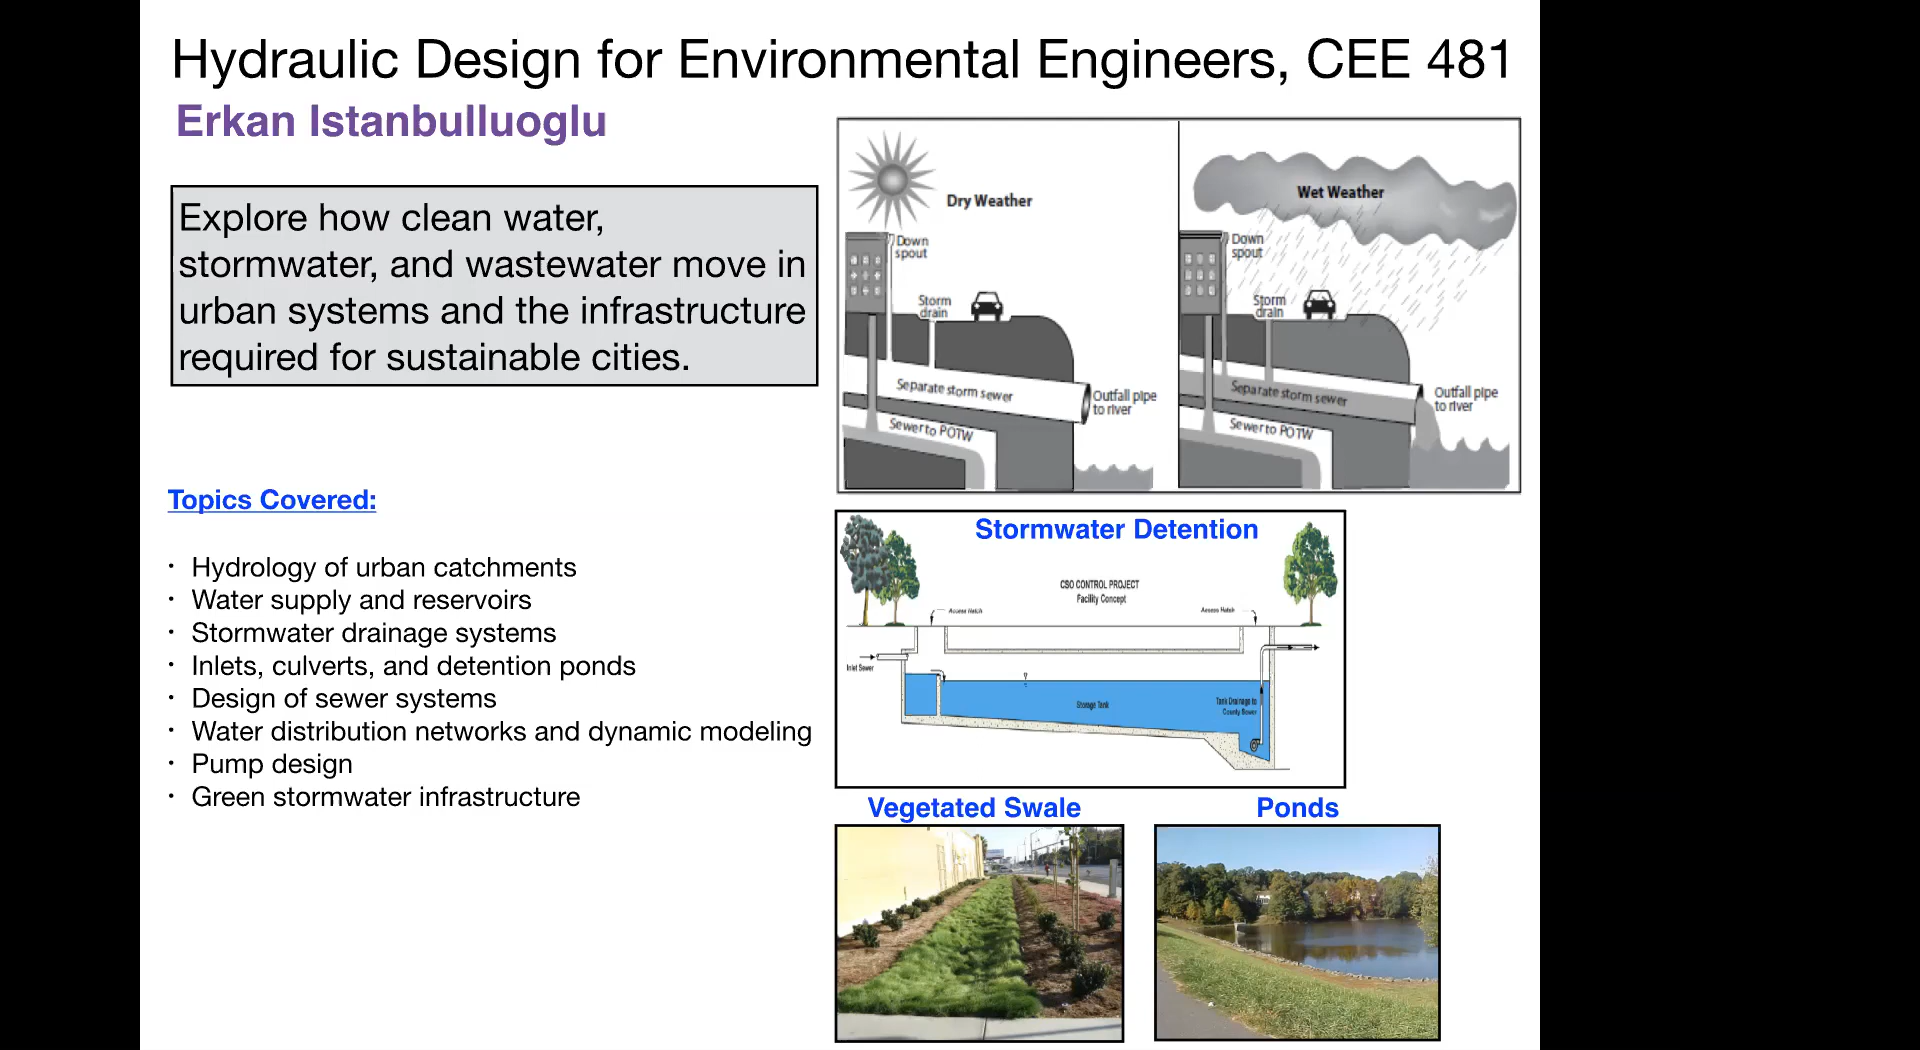 Hydraulic Design for Environmental Engineers, CEE 481
Erkan Istanbulluoglu
Explore how clean water,
stormwater, and wastewater move in
urban systems and the infrastructure
required for sustainable cities.
Topics Covered:
• Hydrology of urban catchments
• Water supply and reservoirs
• Stormwater drainage systems
• Inlets, culverts, and detention ponds
• Design of sewer systems
• Water distribution networks and dynamic modeling
• Pump design
• Green stormwater infrastructure
Dry Weather
Down
spout
Storm
drain
Separate storm sewer
Outfall pipe
to river
Sewer to POTW
Wet Weather
Down
spout
Storm
drain
Separate storm sewer
Outfall pipe
to river
Sewer to POTW
Stormwater Detention
CSO CONTROL PROJECT
Facility Concept
Access Hatch
Access Hatch
Inlet Sewer
Storage Tank
Tank Drainage to
County Sewer
Vegetated Swale
Ponds